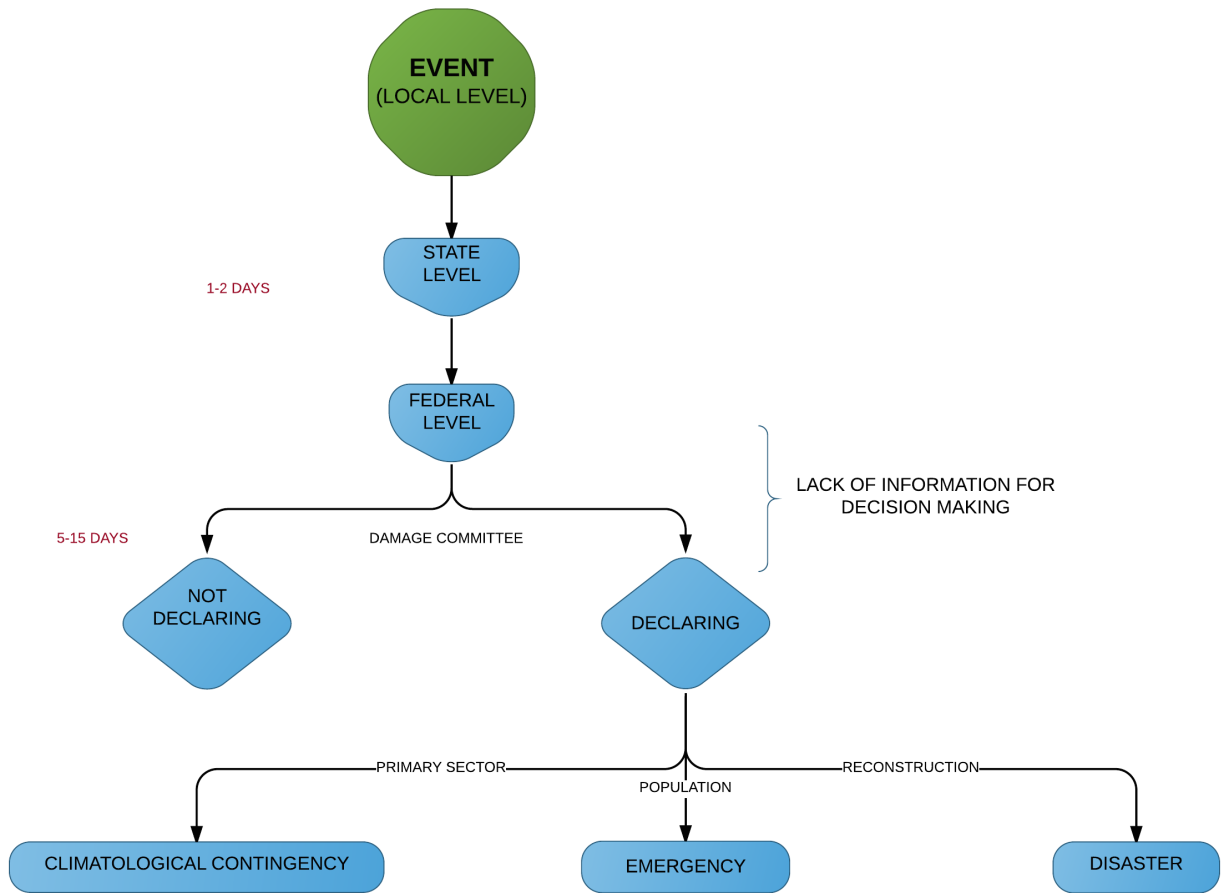 EVENT
(LOCAL LEVEL)
STATE
LEVEL
1-2 DAYS
FEDERAL
LEVEL
LACK OF INFORMATION FOR
DECISION MAKING
5-15 DAYS
DAMAGE COMMITTEE
NOT
DECLARING
DECLARING
PRIMARY SECTOR
POPULATION
RECONSTRUCTION
CLIMATOLOGICAL CONTINGENCY
EMERGENCY
DISASTER